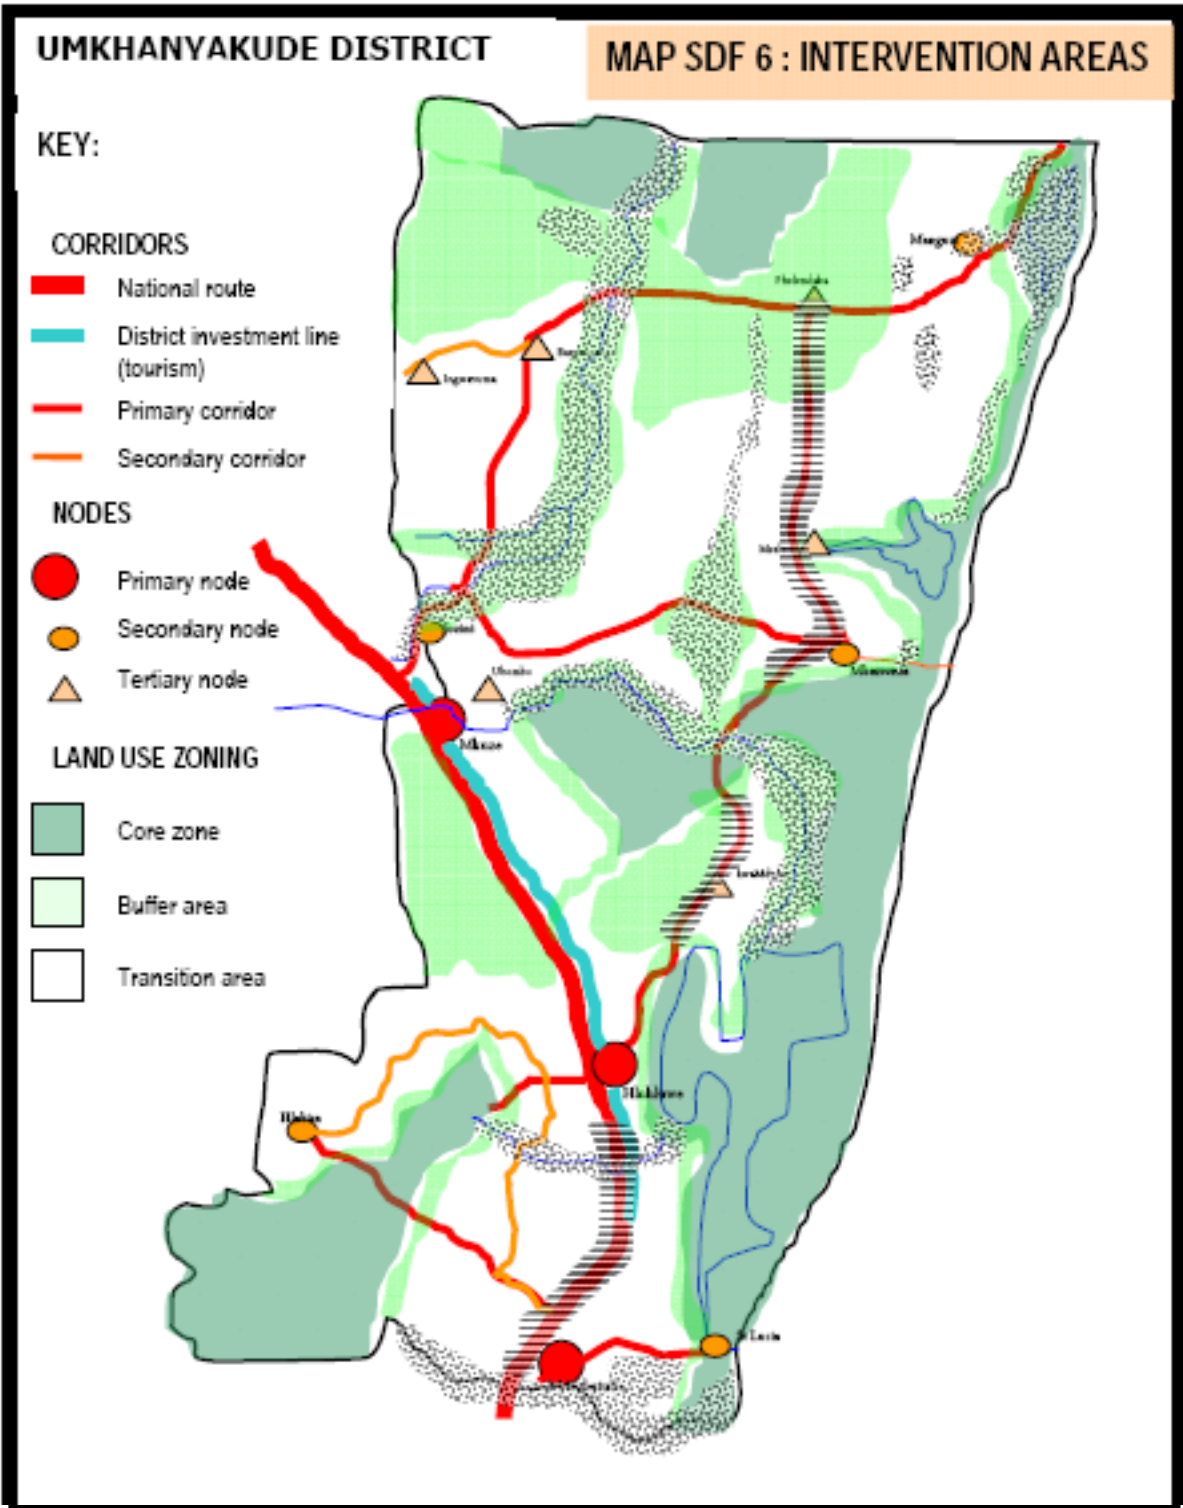 UMKHANYAKUDE DISTRICT
MAP SDF 6 : INTERVENTION AREAS
KEY:
CORRIDORS
National route
District investment line
(tourism)
Primary corridor
Secondary corridor
NODES
Primary node
Secondary node
Tertiary node
LAND USE ZONING
Core zone
Buffer area
Transition area
Ingwavuma
Ubombo
Mkuze
Hluhluwe
St Lucia